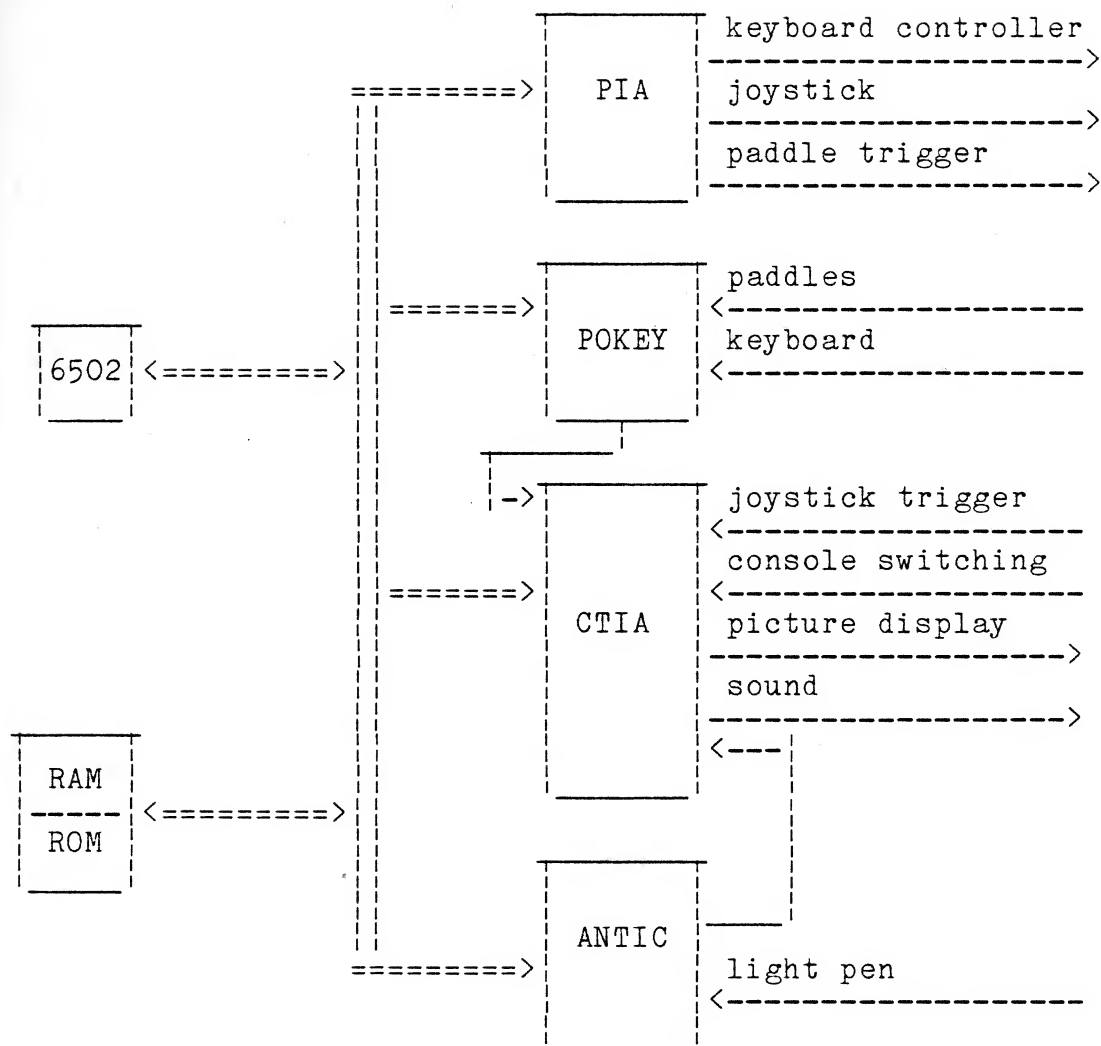 keyboard controller
PIA
joystick
paddle trigger
paddles
POKEY
keyboard
6502
joystick trigger
console switching
CTIA
picture display
sound
RAM
ROM
ANTIC
light pen